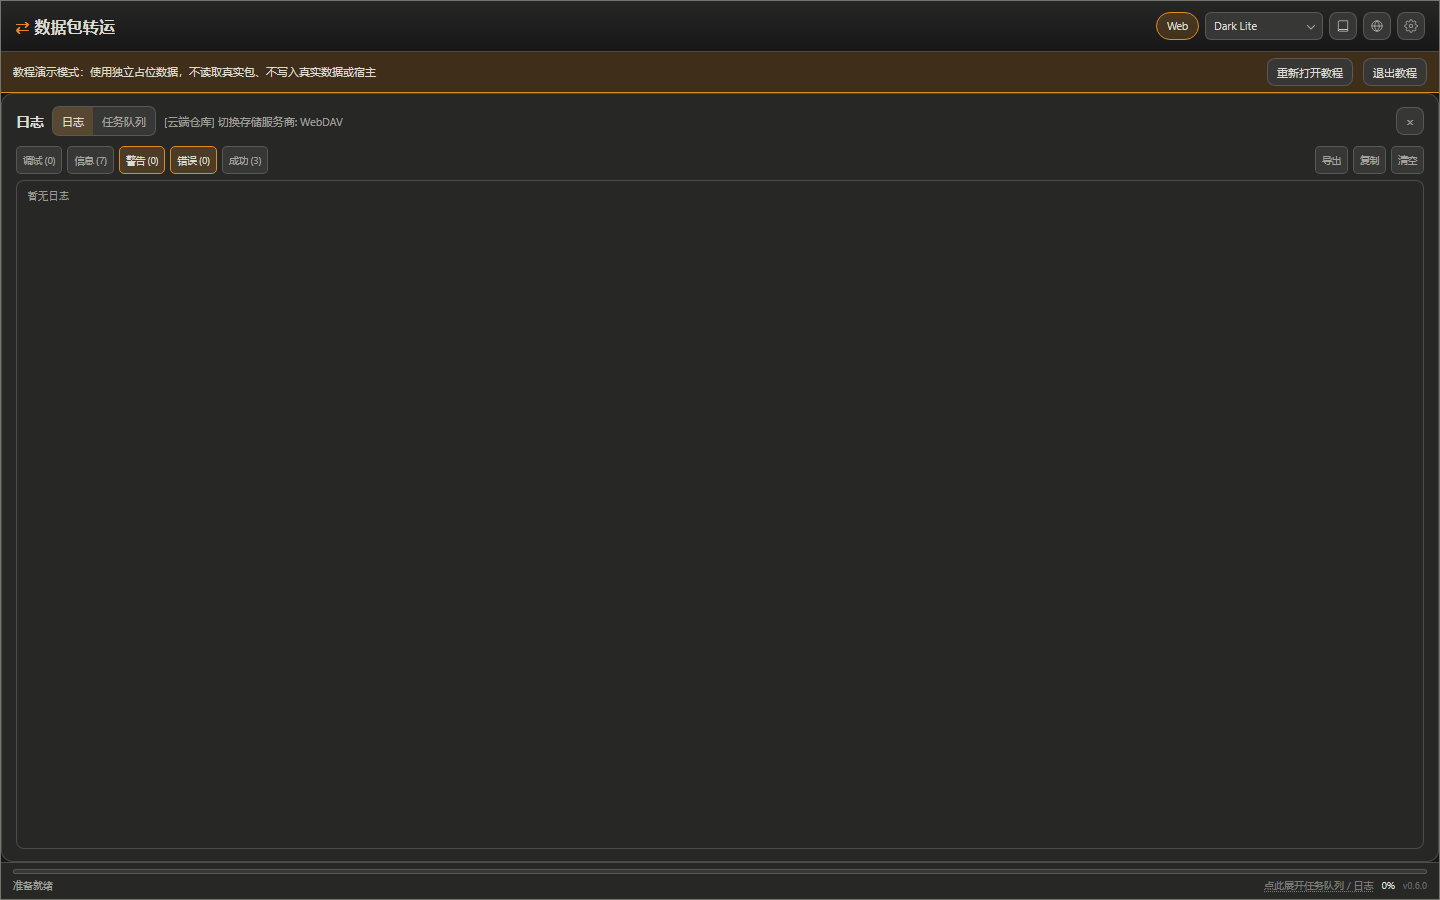 数据包转运
Web
Dark Lite
教程演示模式：使用独立占位数据，不读取真实包、不写入真实数据或宿主
重新打开教程
退出教程
日志
日志
任务队列
[云端仓库] 切换存储服务商: WebDAV
×
调试 (0)
信息 (7)
警告 (0)
错误 (0)
成功 (3)
导出
复制
清空
暂无日志
准备就绪
点此展开任务队列 / 日志
0%
v0.6.0